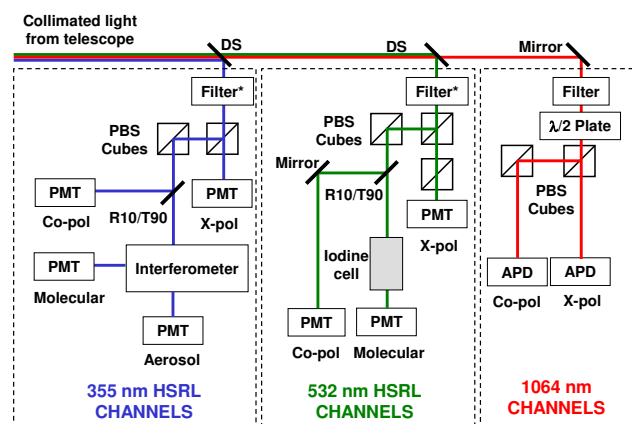 Collimated light
from telescope
DS
DS
Mirror
Filter*
PBS
Cubes
PMT
Co-pol
R10/T90
PMT
X-pol
PMT
Molecular
Interferometer
PMT
Aerosol
355 nm HSRL
CHANNELS
Filter*
PBS
Cubes
Mirror
R10/T90
PMT
X-pol
Iodine
cell
PMT
Co-pol
PMT
Molecular
532 nm HSRL
CHANNELS
Filter
λ/2 Plate
PBS
Cubes
APD
Co-pol
APD
X-pol
1064 nm
CHANNELS